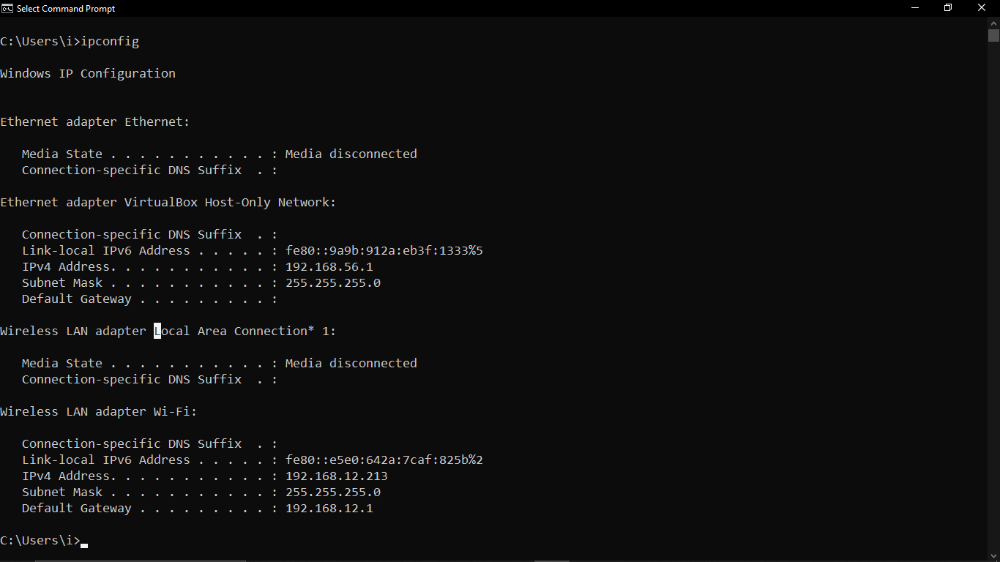 Select Command Prompt
C:\Users\i>ipconfig
Windows IP Configuration
Ethernet adapter Ethernet:
   Media State . . . . . . . . . . . : Media disconnected
   Connection-specific DNS Suffix  . :
Ethernet adapter VirtualBox Host-Only Network:
   Connection-specific DNS Suffix  . :
   Link-local IPv6 Address . . . . . : fe80::9a9b:912a:eb3f:1333%5
   IPv4 Address. . . . . . . . . . . : 192.168.56.1
   Subnet Mask . . . . . . . . . . . : 255.255.255.0
   Default Gateway . . . . . . . . . :
Wireless LAN adapter Local Area Connection* 1:
   Media State . . . . . . . . . . . : Media disconnected
   Connection-specific DNS Suffix  . :
Wireless LAN adapter Wi-Fi:
   Connection-specific DNS Suffix  . :
   Link-local IPv6 Address . . . . . : fe80::e5e0:642a:7caf:825b%2
   IPv4 Address. . . . . . . . . . . : 192.168.12.213
   Subnet Mask . . . . . . . . . . . : 255.255.255.0
   Default Gateway . . . . . . . . . : 192.168.12.1
C:\Users\i>